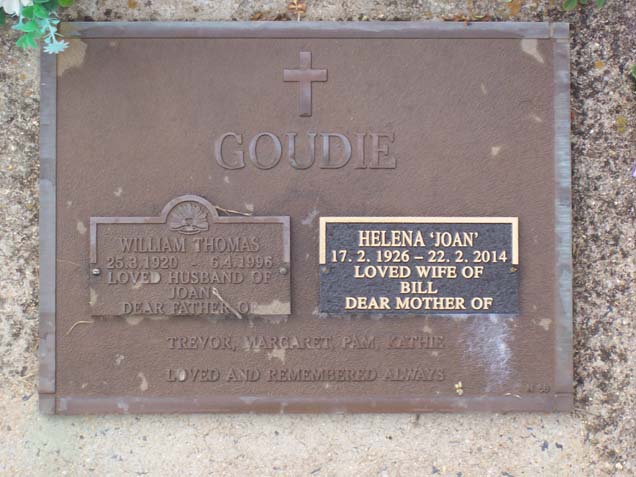 GOUDIE
WILLIAM THOMAS
25.3.1920 - 6.4.1996
LOVED HUSBAND OF
JOAN
DEAR FATHER OF
HELENA 'JOAN'
17. 2. 1926 – 22. 2. 2014
LOVED WIFE OF
BILL
DEAR MOTHER OF
TREVOR, MARGARET, PAM, KATHIE
LOVED AND REMEMBERED ALWAYS